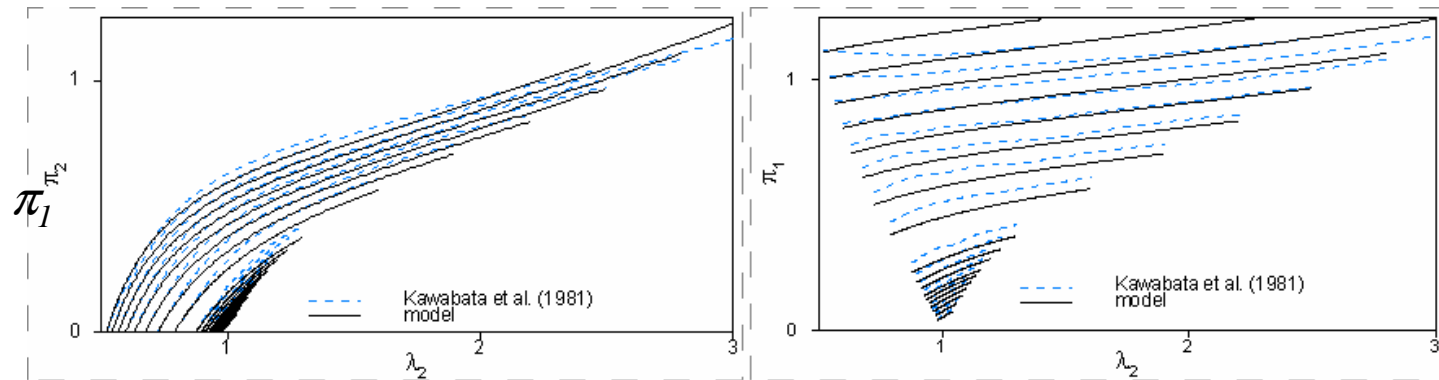 1
π₂
π₁
Kawabata et al. (1981)
model
0
1
2
3
λ₂
1
π₁
Kawabata et al. (1981)
model
0
1
2
3
λ₂